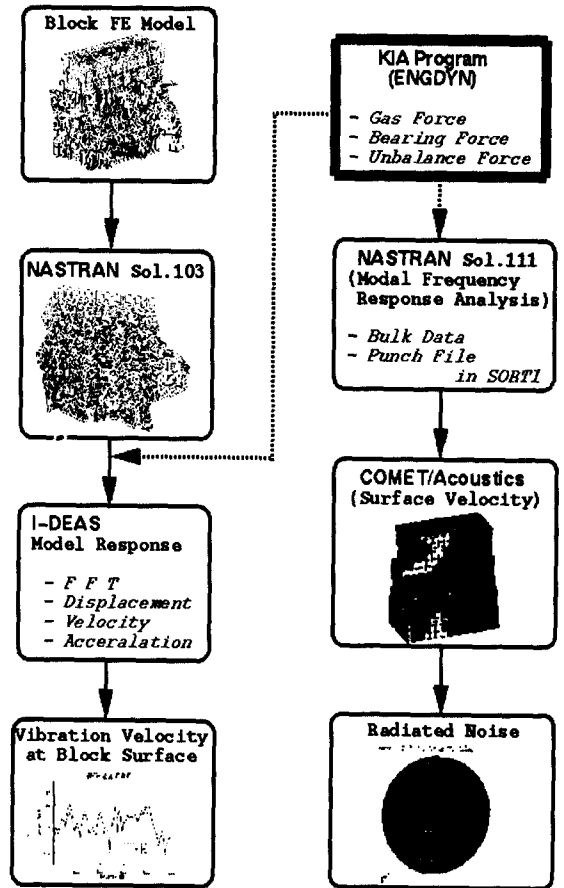 Block FE Model
NASTRAN Sol.103
I-DEAS
Model Response
- F F T
- Displacement
- Velocity
- Acceralation
Vibration Velocity
at Block Surface
KIA Program
(ENGDYN)
- Gas Force
- Bearing Force
- Unbalance Force
NASTRAN Sol.111
(Modal Frequency
Response Analysis)
- Bulk Data
- Punch File
in SORT1
COMET/Acoustics
(Surface Velocity)
Radiated Noise